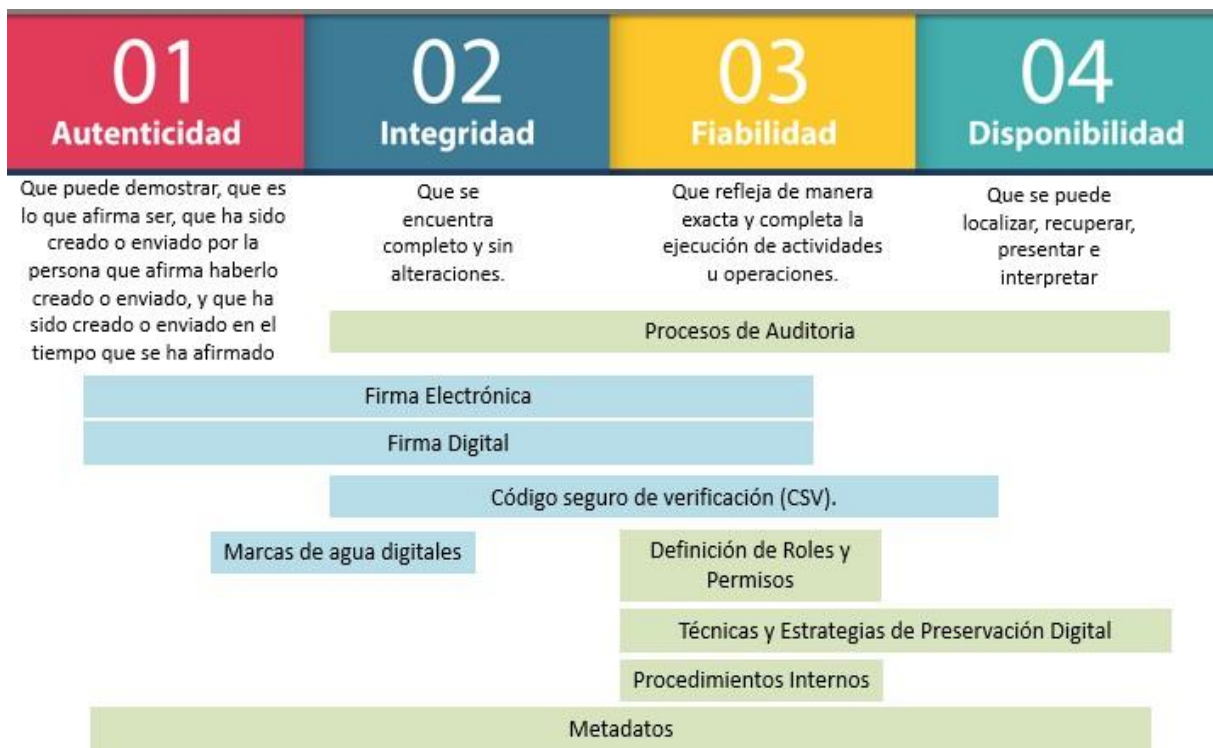 01
Autenticidad
02
Integridad
03
Fiabilidad
04
Disponibilidad
Que puede demostrar, que es
lo que afirma ser, que ha sido
creado o enviado por la
persona que afirma haberlo
creado o enviado, y que ha
sido creado o enviado en el
tiempo que se ha afirmado
Que se
encuentra
completo y sin
alteraciones.
Que refleja de manera
exacta y completa la
ejecución de actividades
u operaciones.
Que se puede
localizar, recuperar,
presentar e
interpretar
Procesos de Auditoria
Firma Electrónica
Firma Digital
Código seguro de verificación (CSV).
Marcas de agua digitales
Definición de Roles y
Permisos
Técnicas y Estrategias de Preservación Digital
Procedimientos Internos
Metadatos